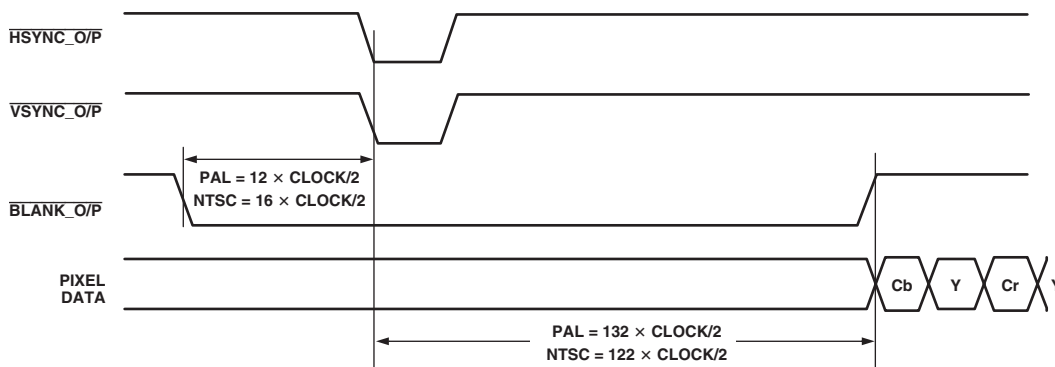 HSYNC_O/P
VSYNC_O/P
PAL = 12 × CLOCK/2
NTSC = 16 × CLOCK/2
BLANK_O/P
PIXEL
DATA
Cb
Y
Cr
Y
PAL = 132 × CLOCK/2
NTSC = 122 × CLOCK/2